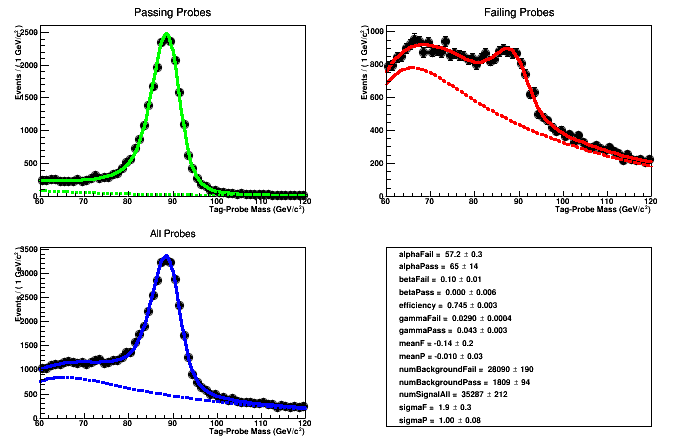 Passing Probes
Events / ( 1 GeV/c²)
2500
2000
1500
1000
500
60 70 80 90 100 110 120
Tag-Probe Mass (GeV/c²)
Failing Probes
Events / ( 1 GeV/c²)
1000
800
600
400
200
0
60 70 80 90 100 110 120
Tag-Probe Mass (GeV/c²)
All Probes
Events / ( 1 GeV/c²)
3500
3000
2500
2000
1500
1000
500
0
60 70 80 90 100 110 120
Tag-Probe Mass (GeV/c²)
alphaFail = 57.2 ± 0.3
alphaPass = 65 ± 14
betaFail = 0.10 ± 0.01
betaPass = 0.000 ± 0.006
efficiency = 0.745 ± 0.003
gammaFail = 0.0290 ± 0.0004
gammaPass = 0.043 ± 0.003
meanF = -0.14 ± 0.2
meanP = -0.010 ± 0.03
numBackgroundFail = 28090 ± 190
numBackgroundPass = 1809 ± 94
numSignalAll = 35287 ± 212
sigmaF = 1.9 ± 0.3
sigmaP = 1.00 ± 0.08